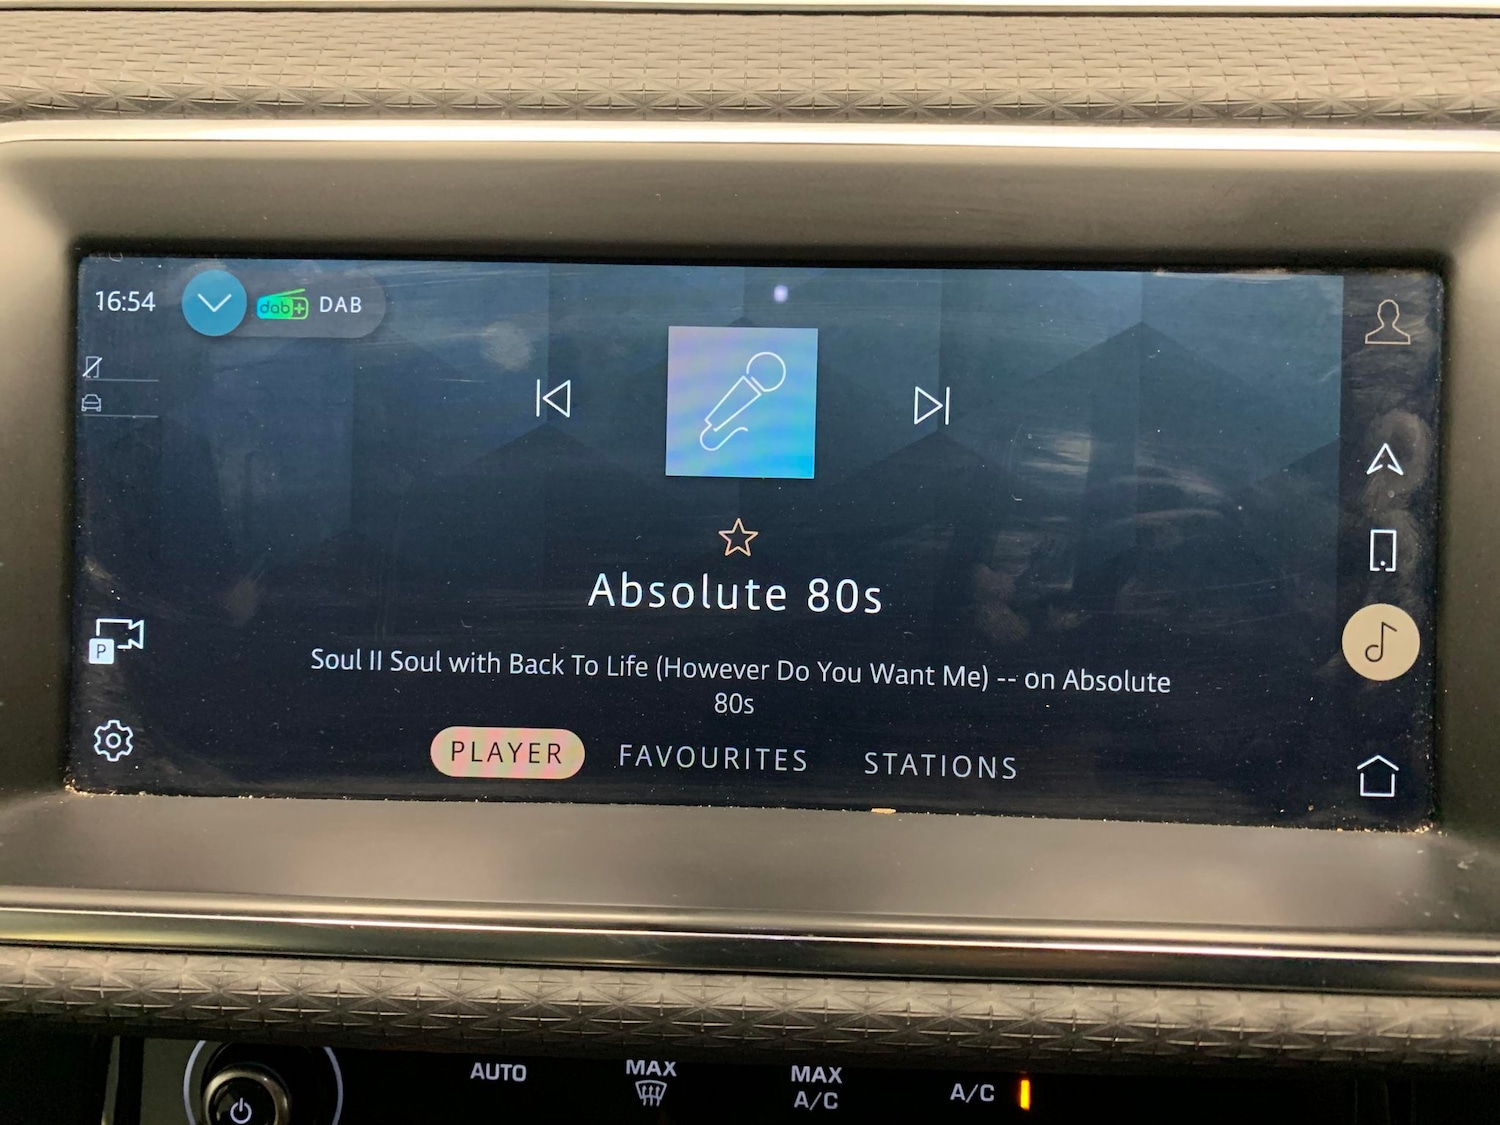 16:54
dab+ DAB
Absolute 80s
Soul II Soul with Back To Life (However Do You Want Me) -- on Absolute
80s
P
PLAYER FAVOURITES STATIONS
AUTO MAX MAX A/C
A/C